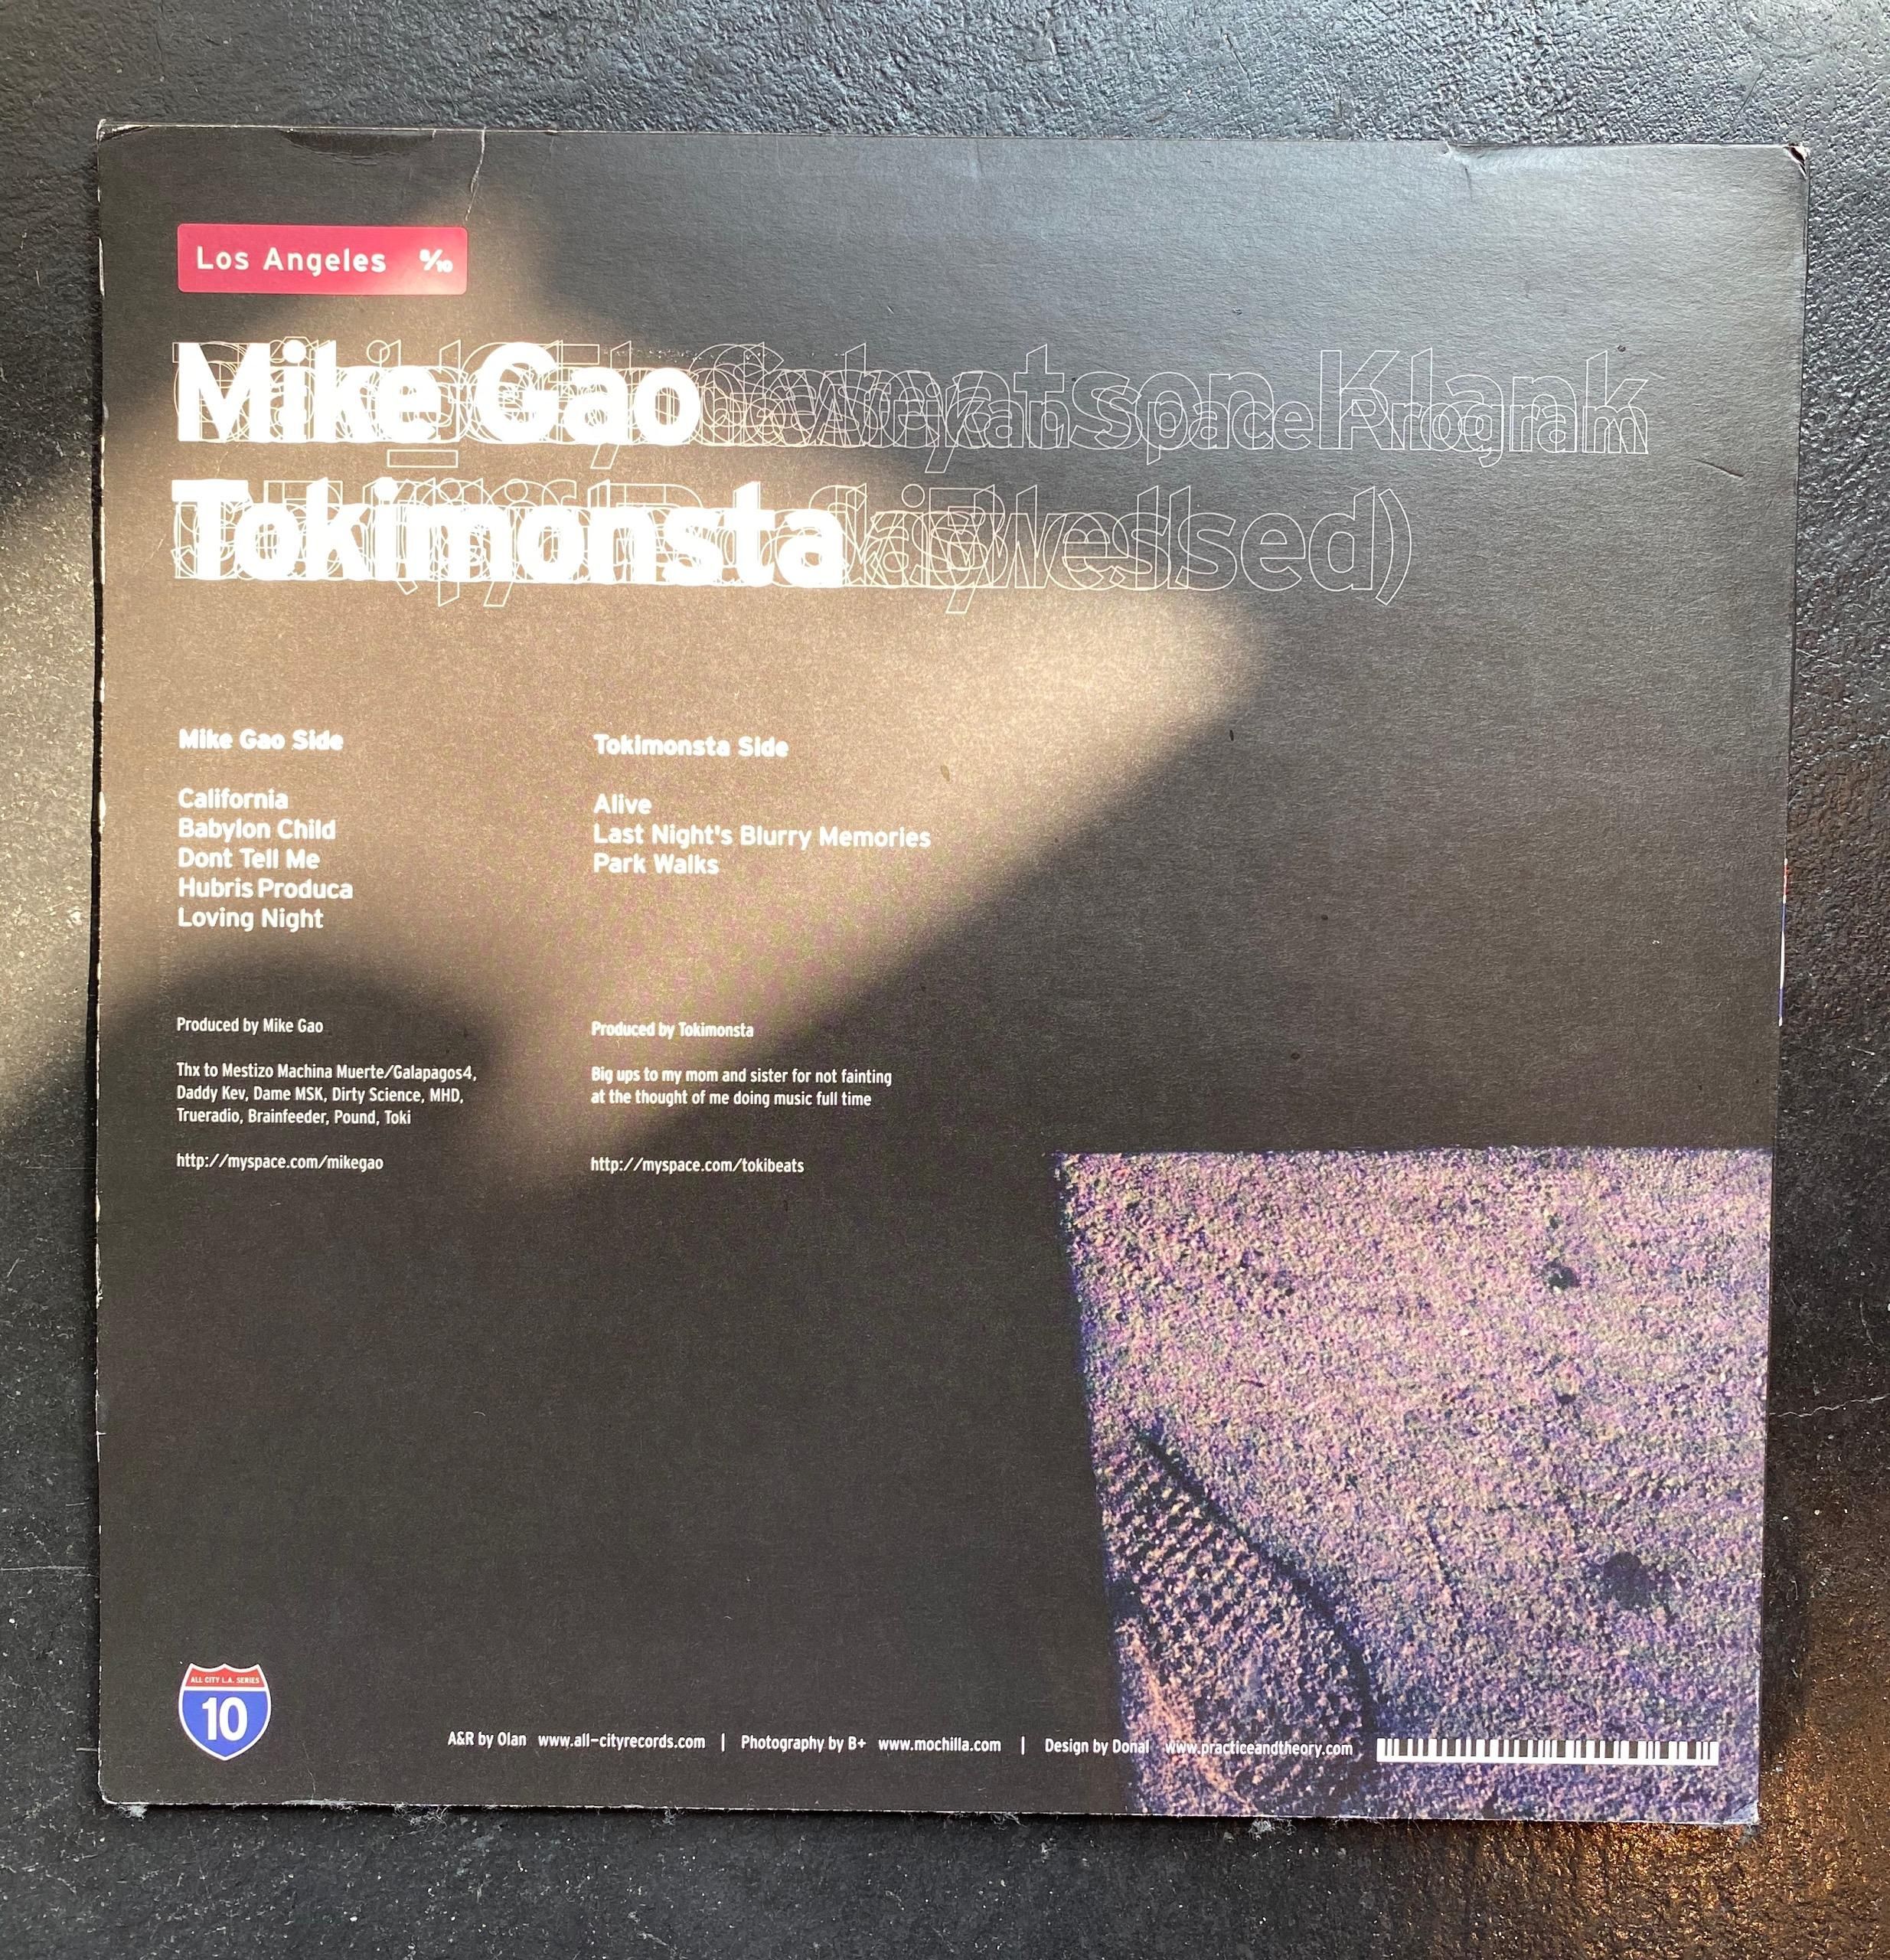 Los Angeles
Mike Gao
Space Program
Klank
Tokimonsta
Mike Gao Side
California
Babylon Child
Dont Tell Me
Hubris Produca
Loving Night
Produced by Mike Gao
Thx to Mestizo Machina Muerte/Galapagos4,
Daddy Kev, Dame MSK, Dirty Science, MHD,
Trueradio, Brainfeeder, Pound, Toki
http://myspace.com/mikegao
Tokimonsta Side
Alive
Last Night's Blurry Memories
Park Walks
Produced by Tokimonsta
Big ups to my mom and sister for not fainting
at the thought of me doing music full time
http://myspace.com/tokibeats
ALL CITY L.A. SERIES
10
A&R by Olan www.all-cityrecords.com | Photography by B+ www.mochilla.com | Design by Donal www.practiceandtheory.com